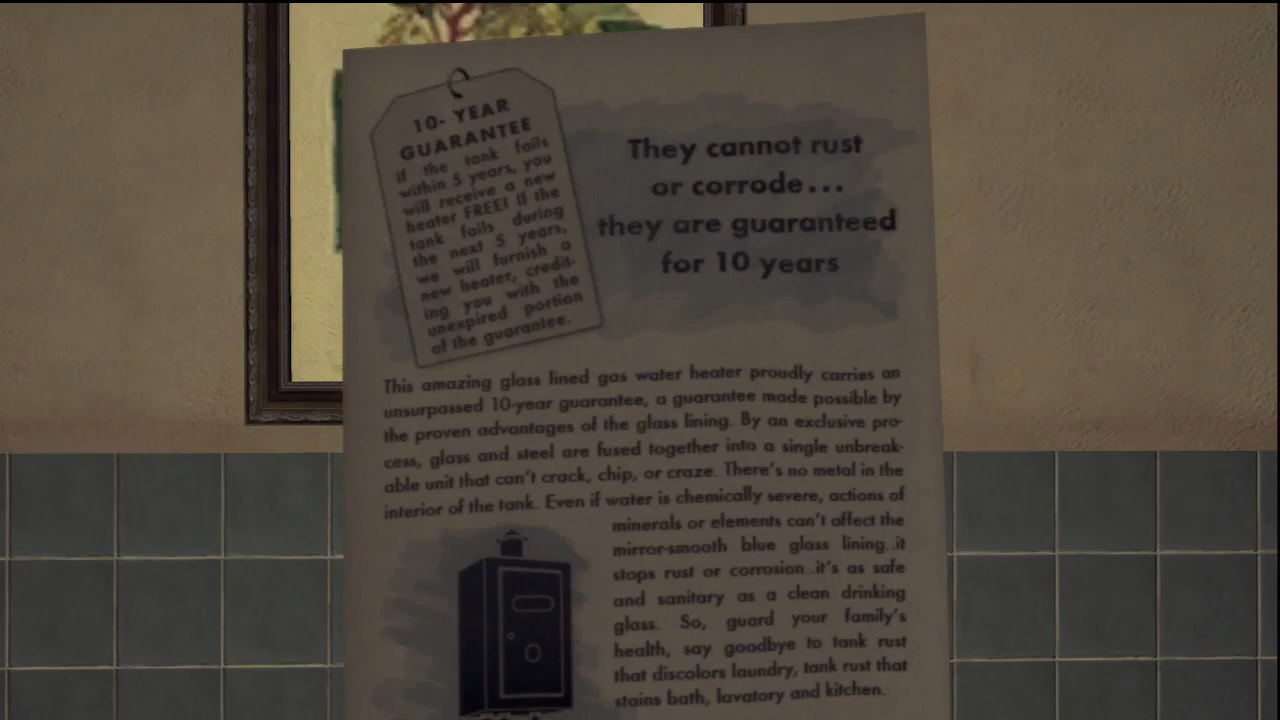 10- YEAR
GUARANTEE
If the tank fails
within 5 years, you
will receive a new
heater FREE! If the
tank fails during
the next 5 years,
we will furnish a
new heater, credit-
ing you with the
unexpired portion
of the guarantee.
They cannot rust
or corrode...
they are guaranteed
for 10 years
This amazing glass lined gas water heater proudly carries an
unsurpassed 10-year guarantee, a guarantee made possible by
the proven advantages of the glass lining. By an exclusive pro-
cess, glass and steel are fused together into a single unbreak-
able unit that can't crack, chip, or craze. There's no metal in the
interior of the tank. Even if water is chemically severe, actions of
minerals or elements can't affect the
mirror-smooth blue glass lining..it
stops rust or corrosion..it's as safe
and sanitary as a clean drinking
glass. So, guard your family's
health, say goodbye to tank rust
that discolors laundry, tank rust that
stains bath, lavatory and kitchen.